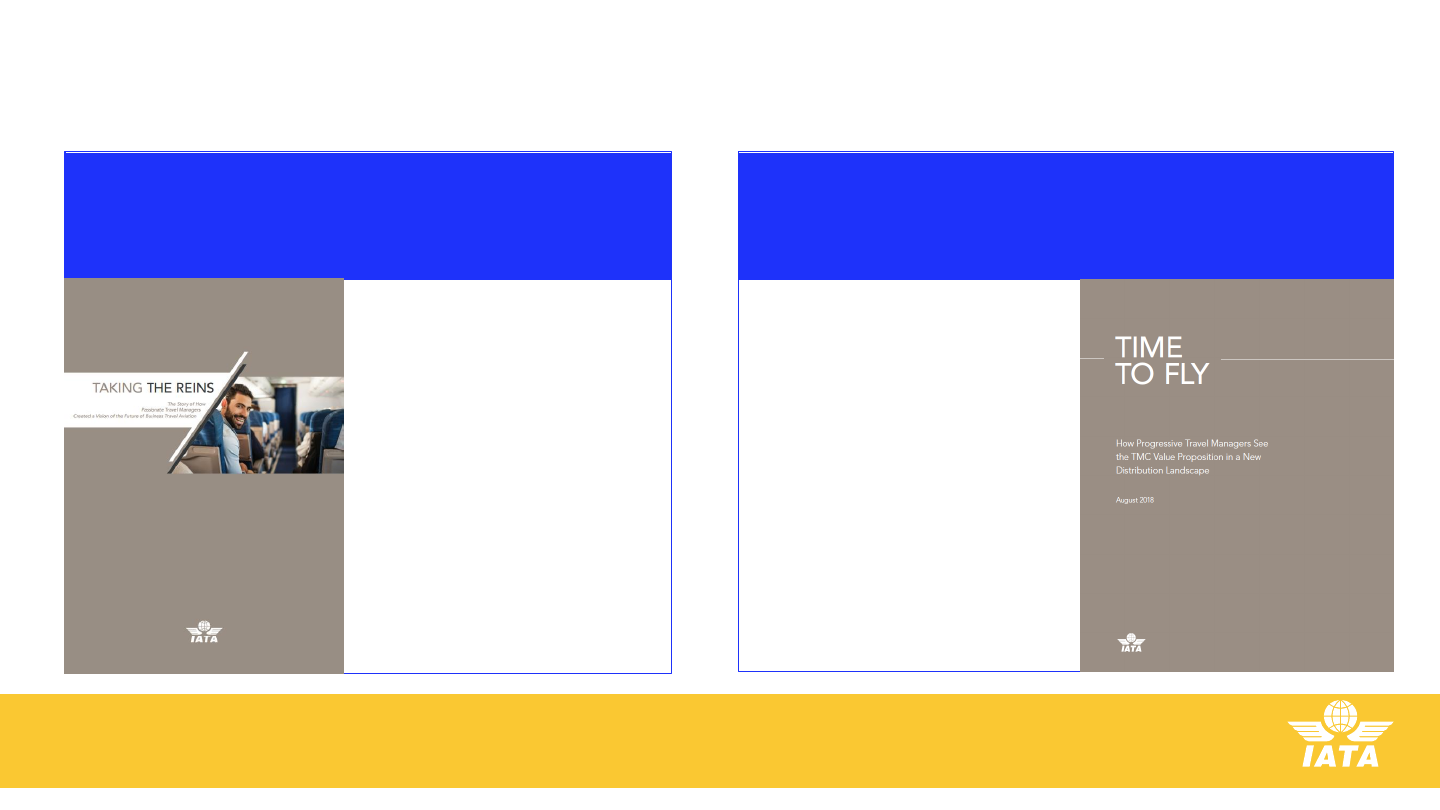 TAKING THE REINS
The Story of How
Passionate Travel Managers
Created a Vision of the Future of Business Travel Aviation
IATA
TIME
TO FLY
How Progressive Travel Managers See
the TMC Value Proposition in a New
Distribution Landscape
August 2018
IATA
IATA